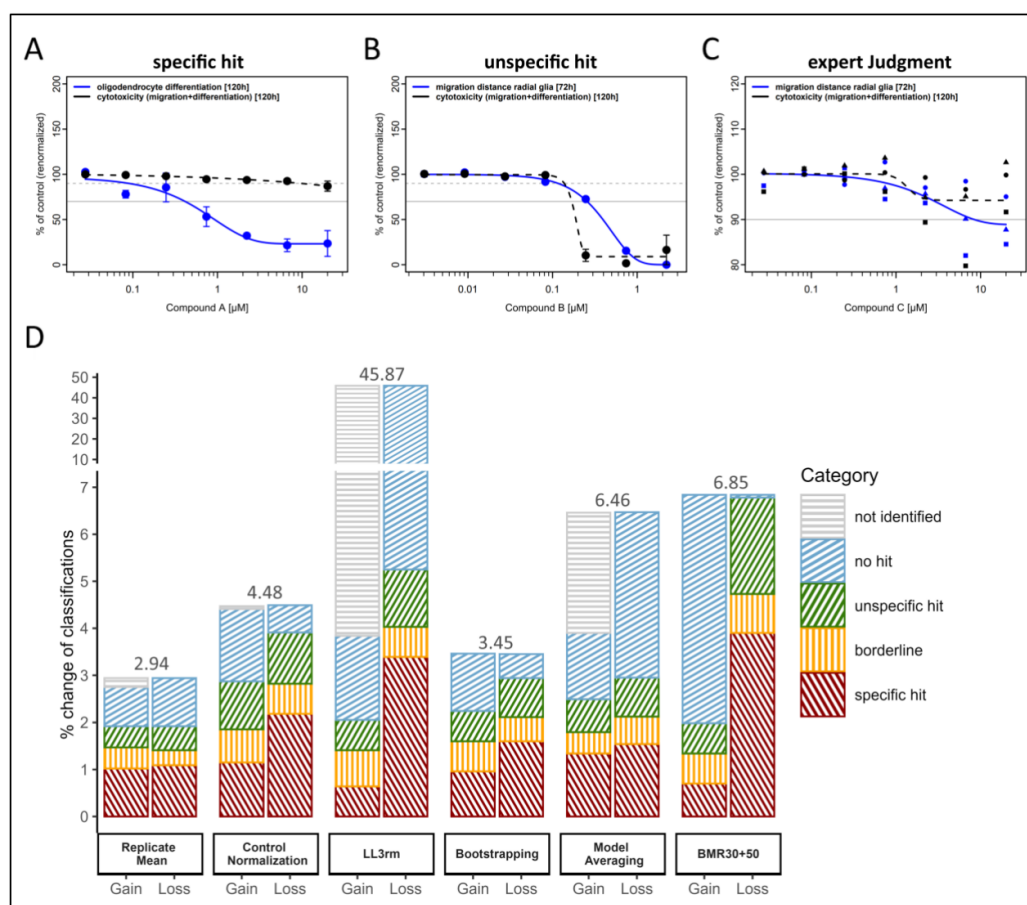 A
specific hit
oligodendrocyte differentiation [120h]
cytotoxicity (migration+differentiation) [120h]
% of control (renormalized)
200
150
100
50
0
0.1
1
10
Compound A [µM]
B
unspecific hit
migration distance radial glia [72h]
cytotoxicity (migration+differentiation) [120h]
% of control (renormalized)
200
150
100
50
0
0.01
0.1
1
Compound B [µM]
C
expert Judgment
migration distance radial glia [72h]
cytotoxicity (migration+differentiation) [120h]
% of control (renormalized)
120
110
100
90
80
0.1
1
10
Compound C [µM]
D
% change of classifications
50
40
30
20
10
7
6
5
4
3
2
1
0
2.94
4.48
45.87
3.45
6.46
6.85
Replicate
Mean
Control
Normalization
LL3rm
Bootstrapping
Model
Averaging
BMR30+50
Gain Loss
Gain Loss
Gain Loss
Gain Loss
Gain Loss
Gain Loss
Category
not identified
no hit
unspecific hit
borderline
specific hit